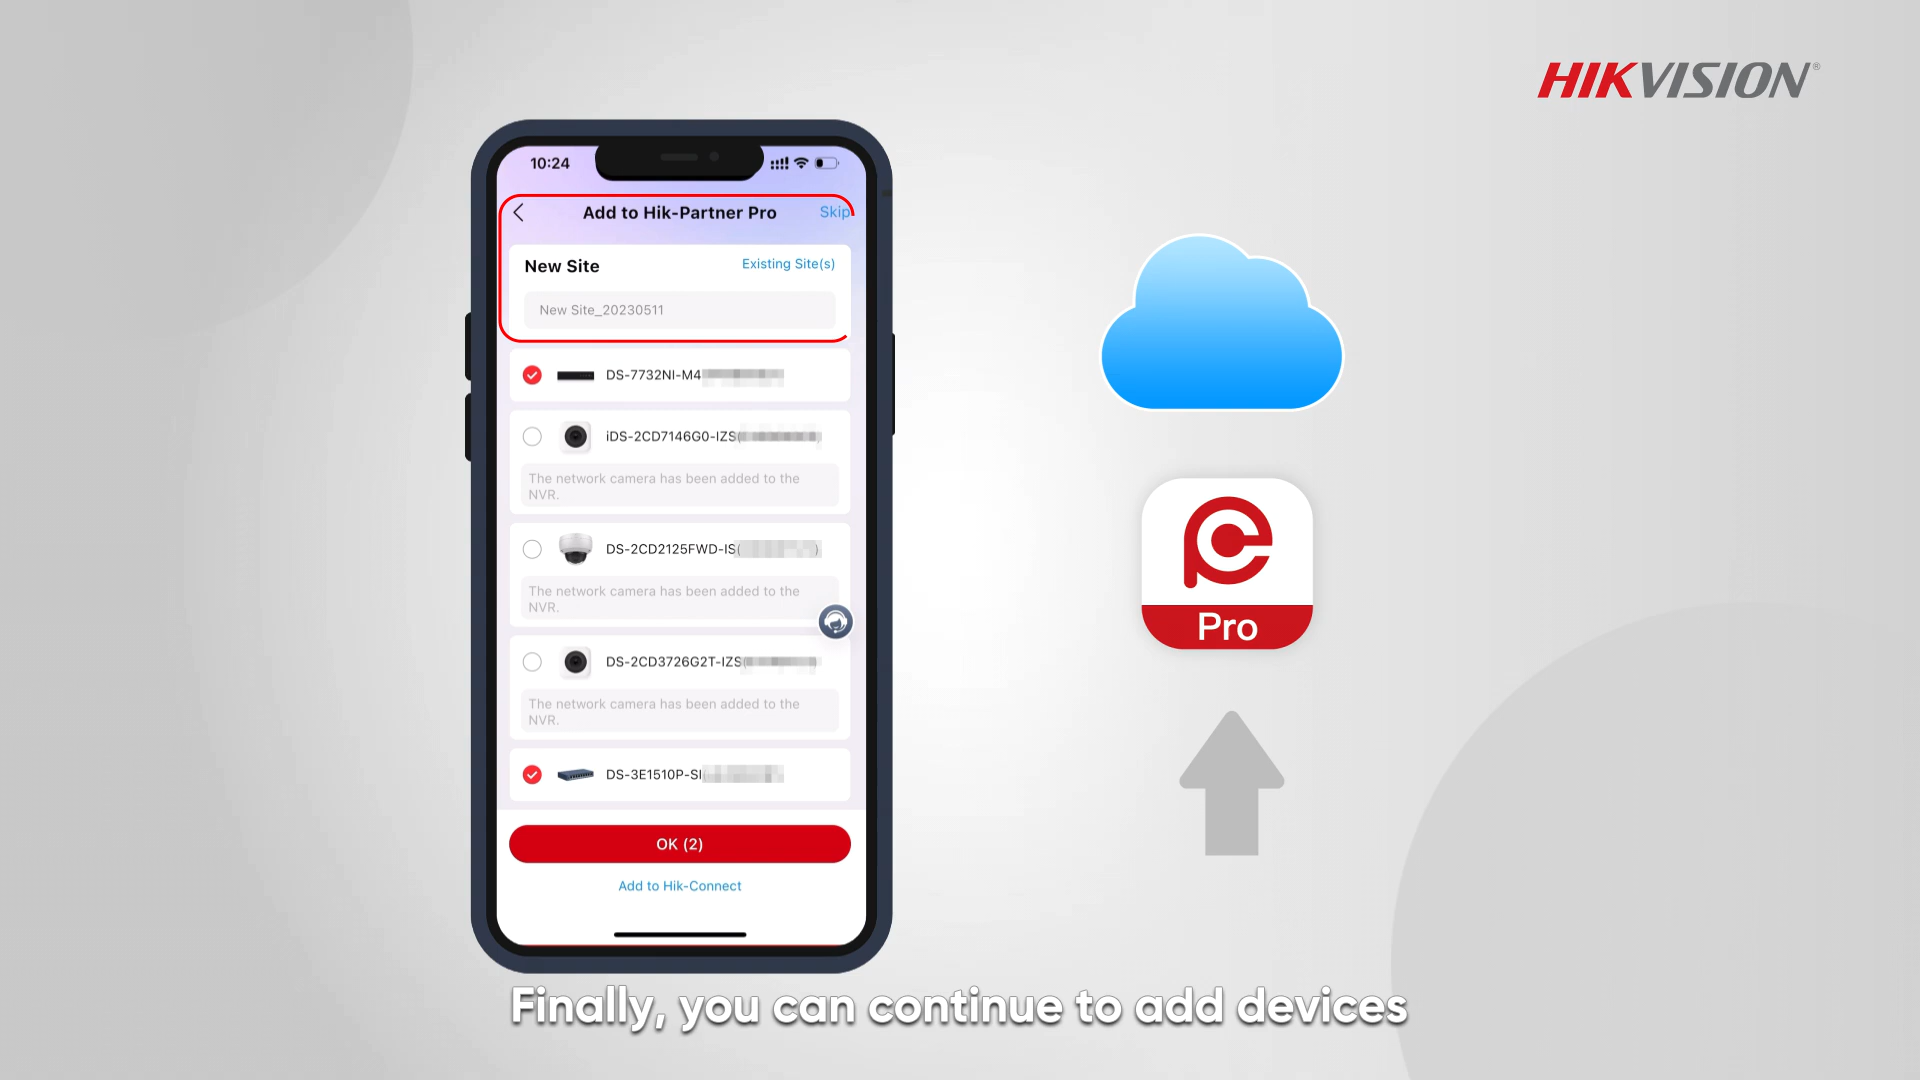 HIKVISION®
10:24
Add to Hik-Partner Pro
Skip
New Site
Existing Site(s)
New Site_20230511
DS-7732NI-M4
iDS-2CD7146G0-IZS(
The network camera has been added to the
NVR.
DS-2CD2125FWD-IS(
The network camera has been added to the
NVR.
DS-2CD3726G2T-IZS(
The network camera has been added to the
NVR.
DS-3E1510P-SI
OK (2)
Add to Hik-Connect
Pro
Finally, you can continue to add devices